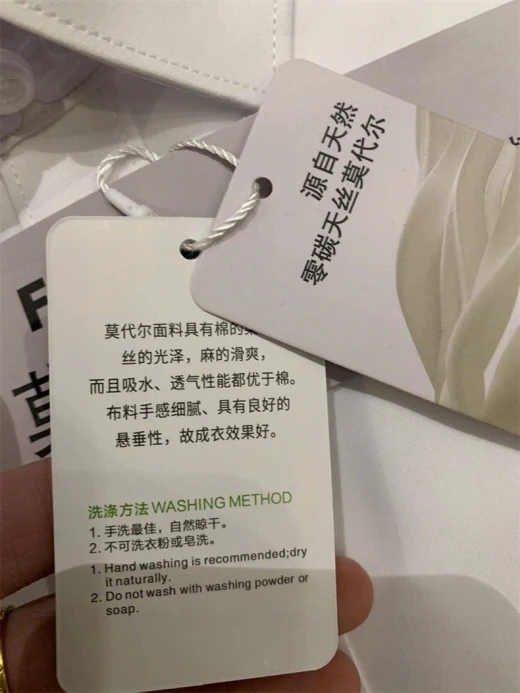 源自天然
零碳天丝莫代尔
莫代尔面料具有棉的
丝的光泽，麻的滑爽，
而且吸水、透气性能都优于棉。
布料手感细腻、具有良好的
悬垂性，故成衣效果好。
洗涤方法 WASHING METHOD
1. 手洗最佳，自然晾干。
2. 不可洗衣粉或皂洗。
1. Hand washing is recommended;dry
it naturally.
2. Do not wash with washing powder or
soap.